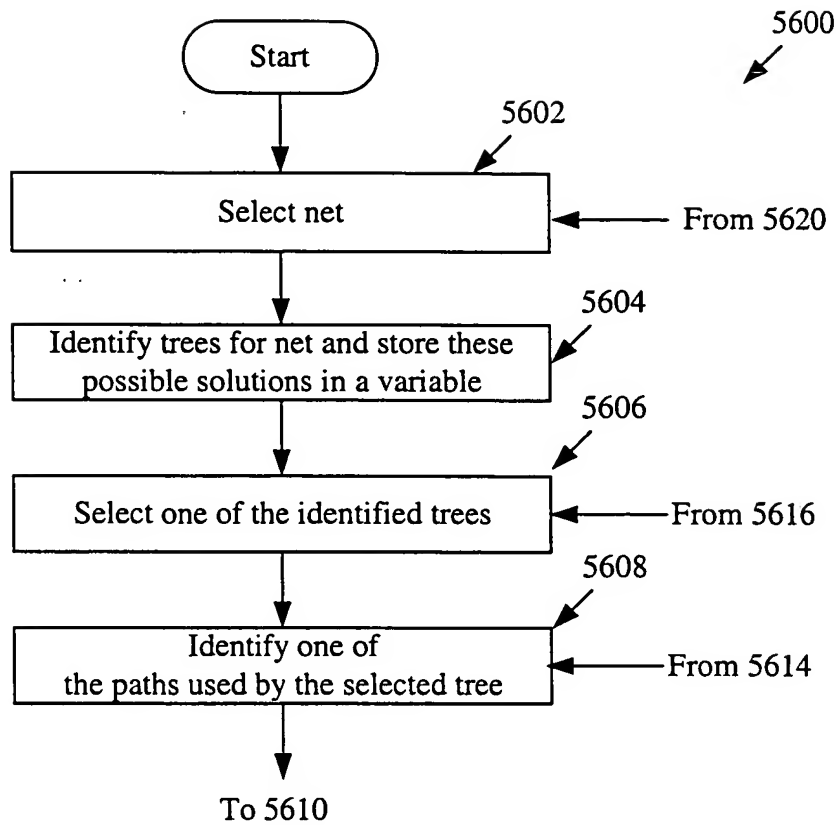 5600
Start
5602
Select net
From 5620
5604
Identify trees for net and store these
possible solutions in a variable
5606
Select one of the identified trees
From 5616
5608
Identify one of
the paths used by the selected tree
From 5614
To 5610